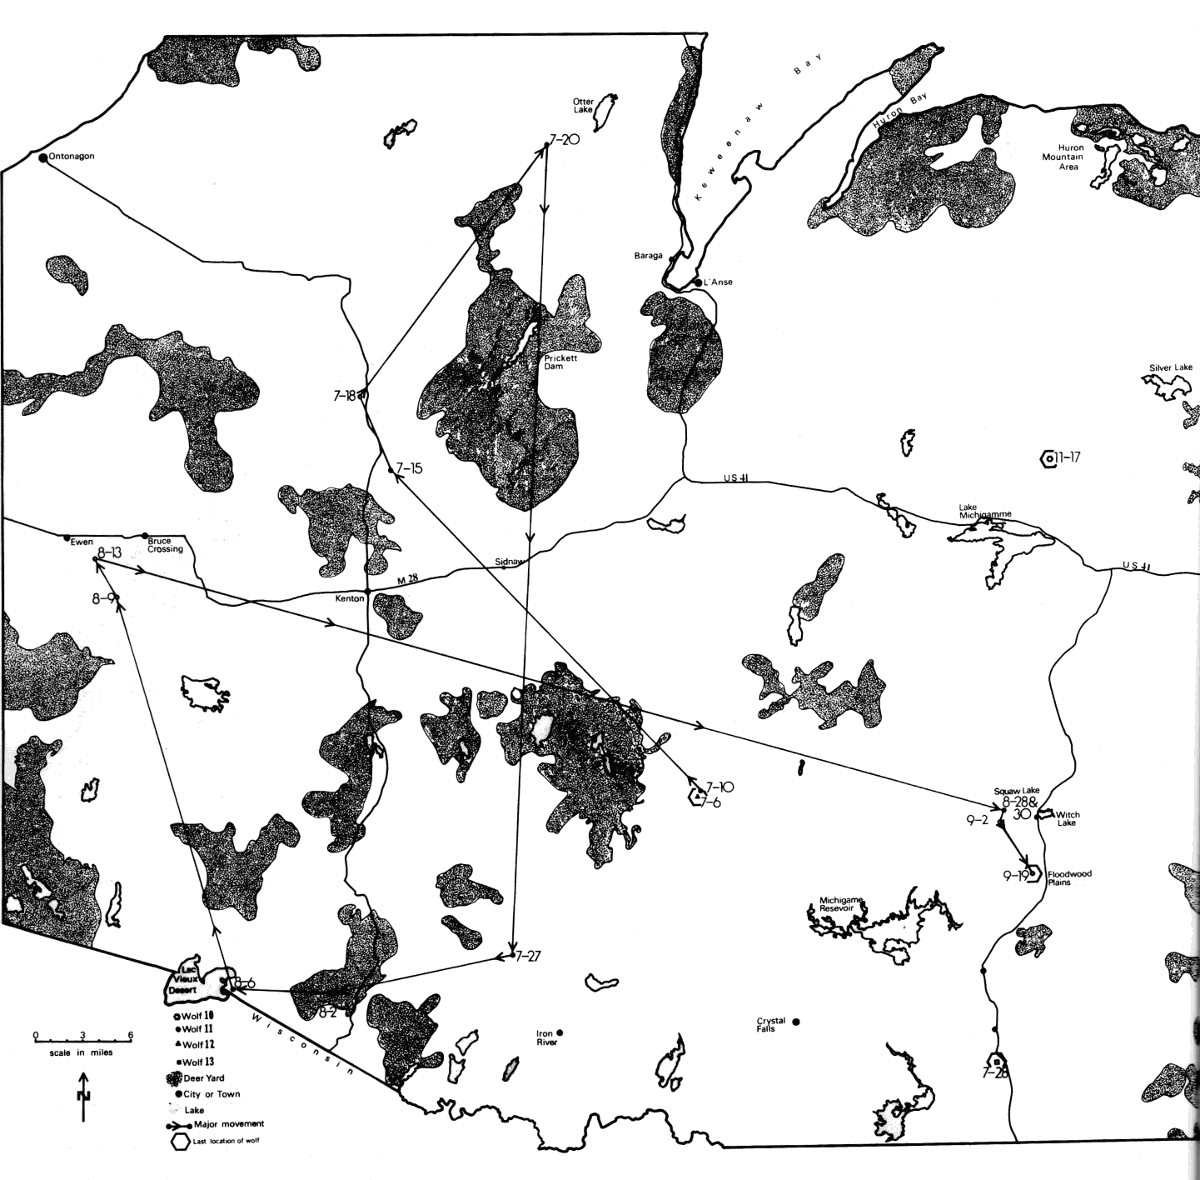 Keweenaw Bay
Otter
Lake
Huron Bay
7-20
Ontonagon
Huron
Mountain
Area
Baraga
L'Anse
Prickett
Dam
Silver Lake
7-18
7-15
11-17
US 41
Lake
Michigamme
Ewen
Bruce
Crossing
8-13
Sidnaw
US 41
M 28
Kenton
8-9
7-10
7-6
Squaw Lake
8-28&
30
9-2
Witch
Lake
9-19
Floodwood
Plains
Michigame
Resevoir
7-27
Lac
Vieux
Desert
8-6
8-2
Wisconsin
Crystal
Falls
Iron
River
7-28
0 3 6
scale in miles
N
Wolf 10
Wolf 11
Wolf 12
Wolf 13
Deer Yard
City or Town
Lake
Major movement
Last location of wolf